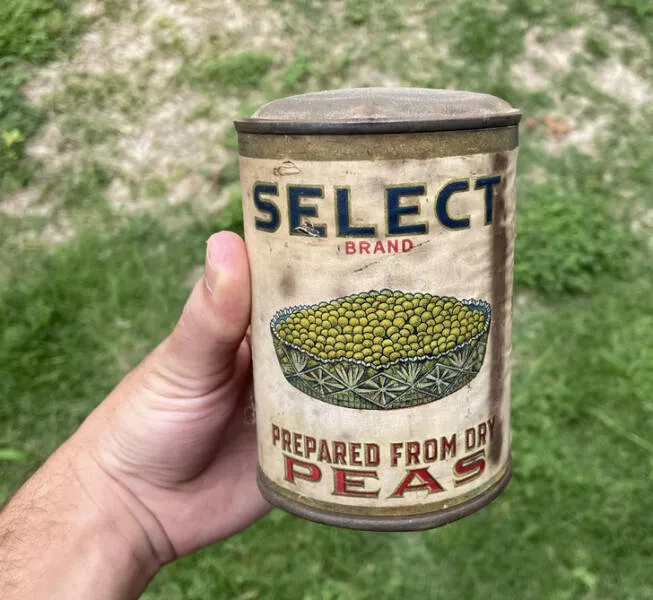 SELECT
BRAND
PREPARED FROM DRY
PEAS